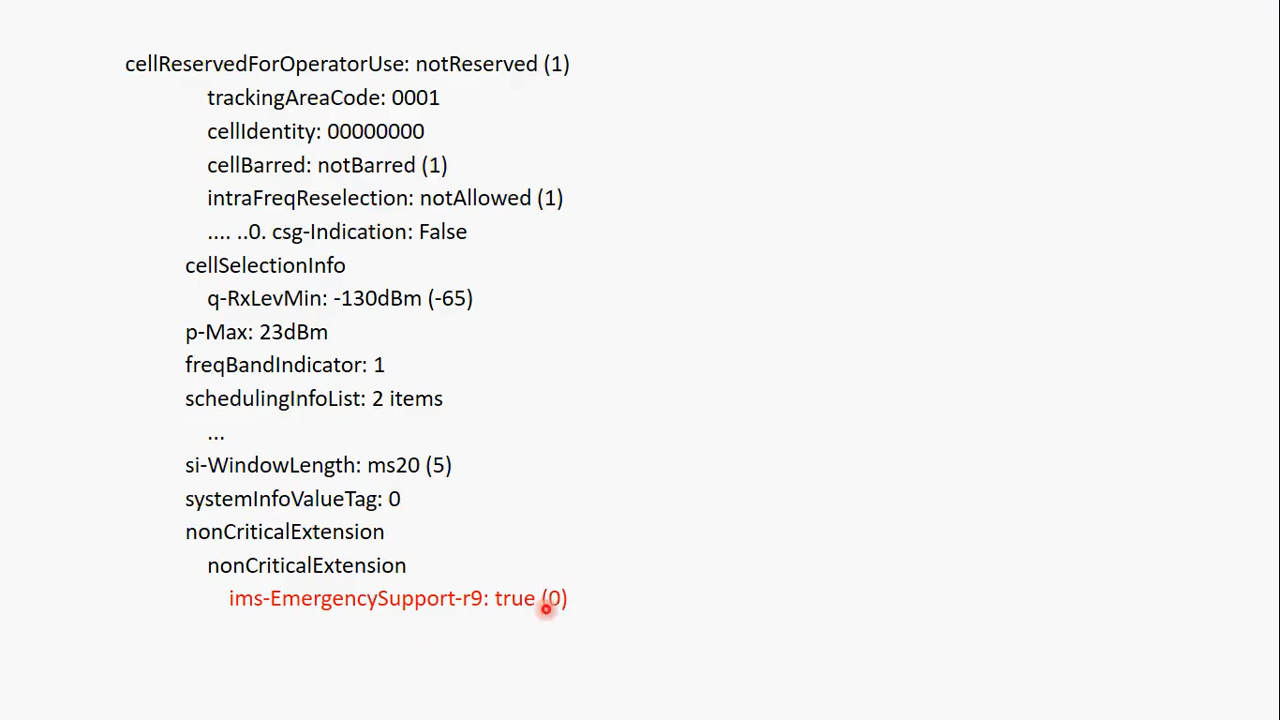 cellReservedForOperatorUse: notReserved (1)
trackingAreaCode: 0001
cellIdentity: 00000000
cellBarred: notBarred (1)
intraFreqReselection: notAllowed (1)
.... ..0. csg-Indication: False
cellSelectionInfo
q-RxLevMin: -130dBm (-65)
p-Max: 23dBm
freqBandIndicator: 1
schedulingInfoList: 2 items
...
si-WindowLength: ms20 (5)
systemInfoValueTag: 0
nonCriticalExtension
nonCriticalExtension
ims-EmergencySupport-r9: true (0)